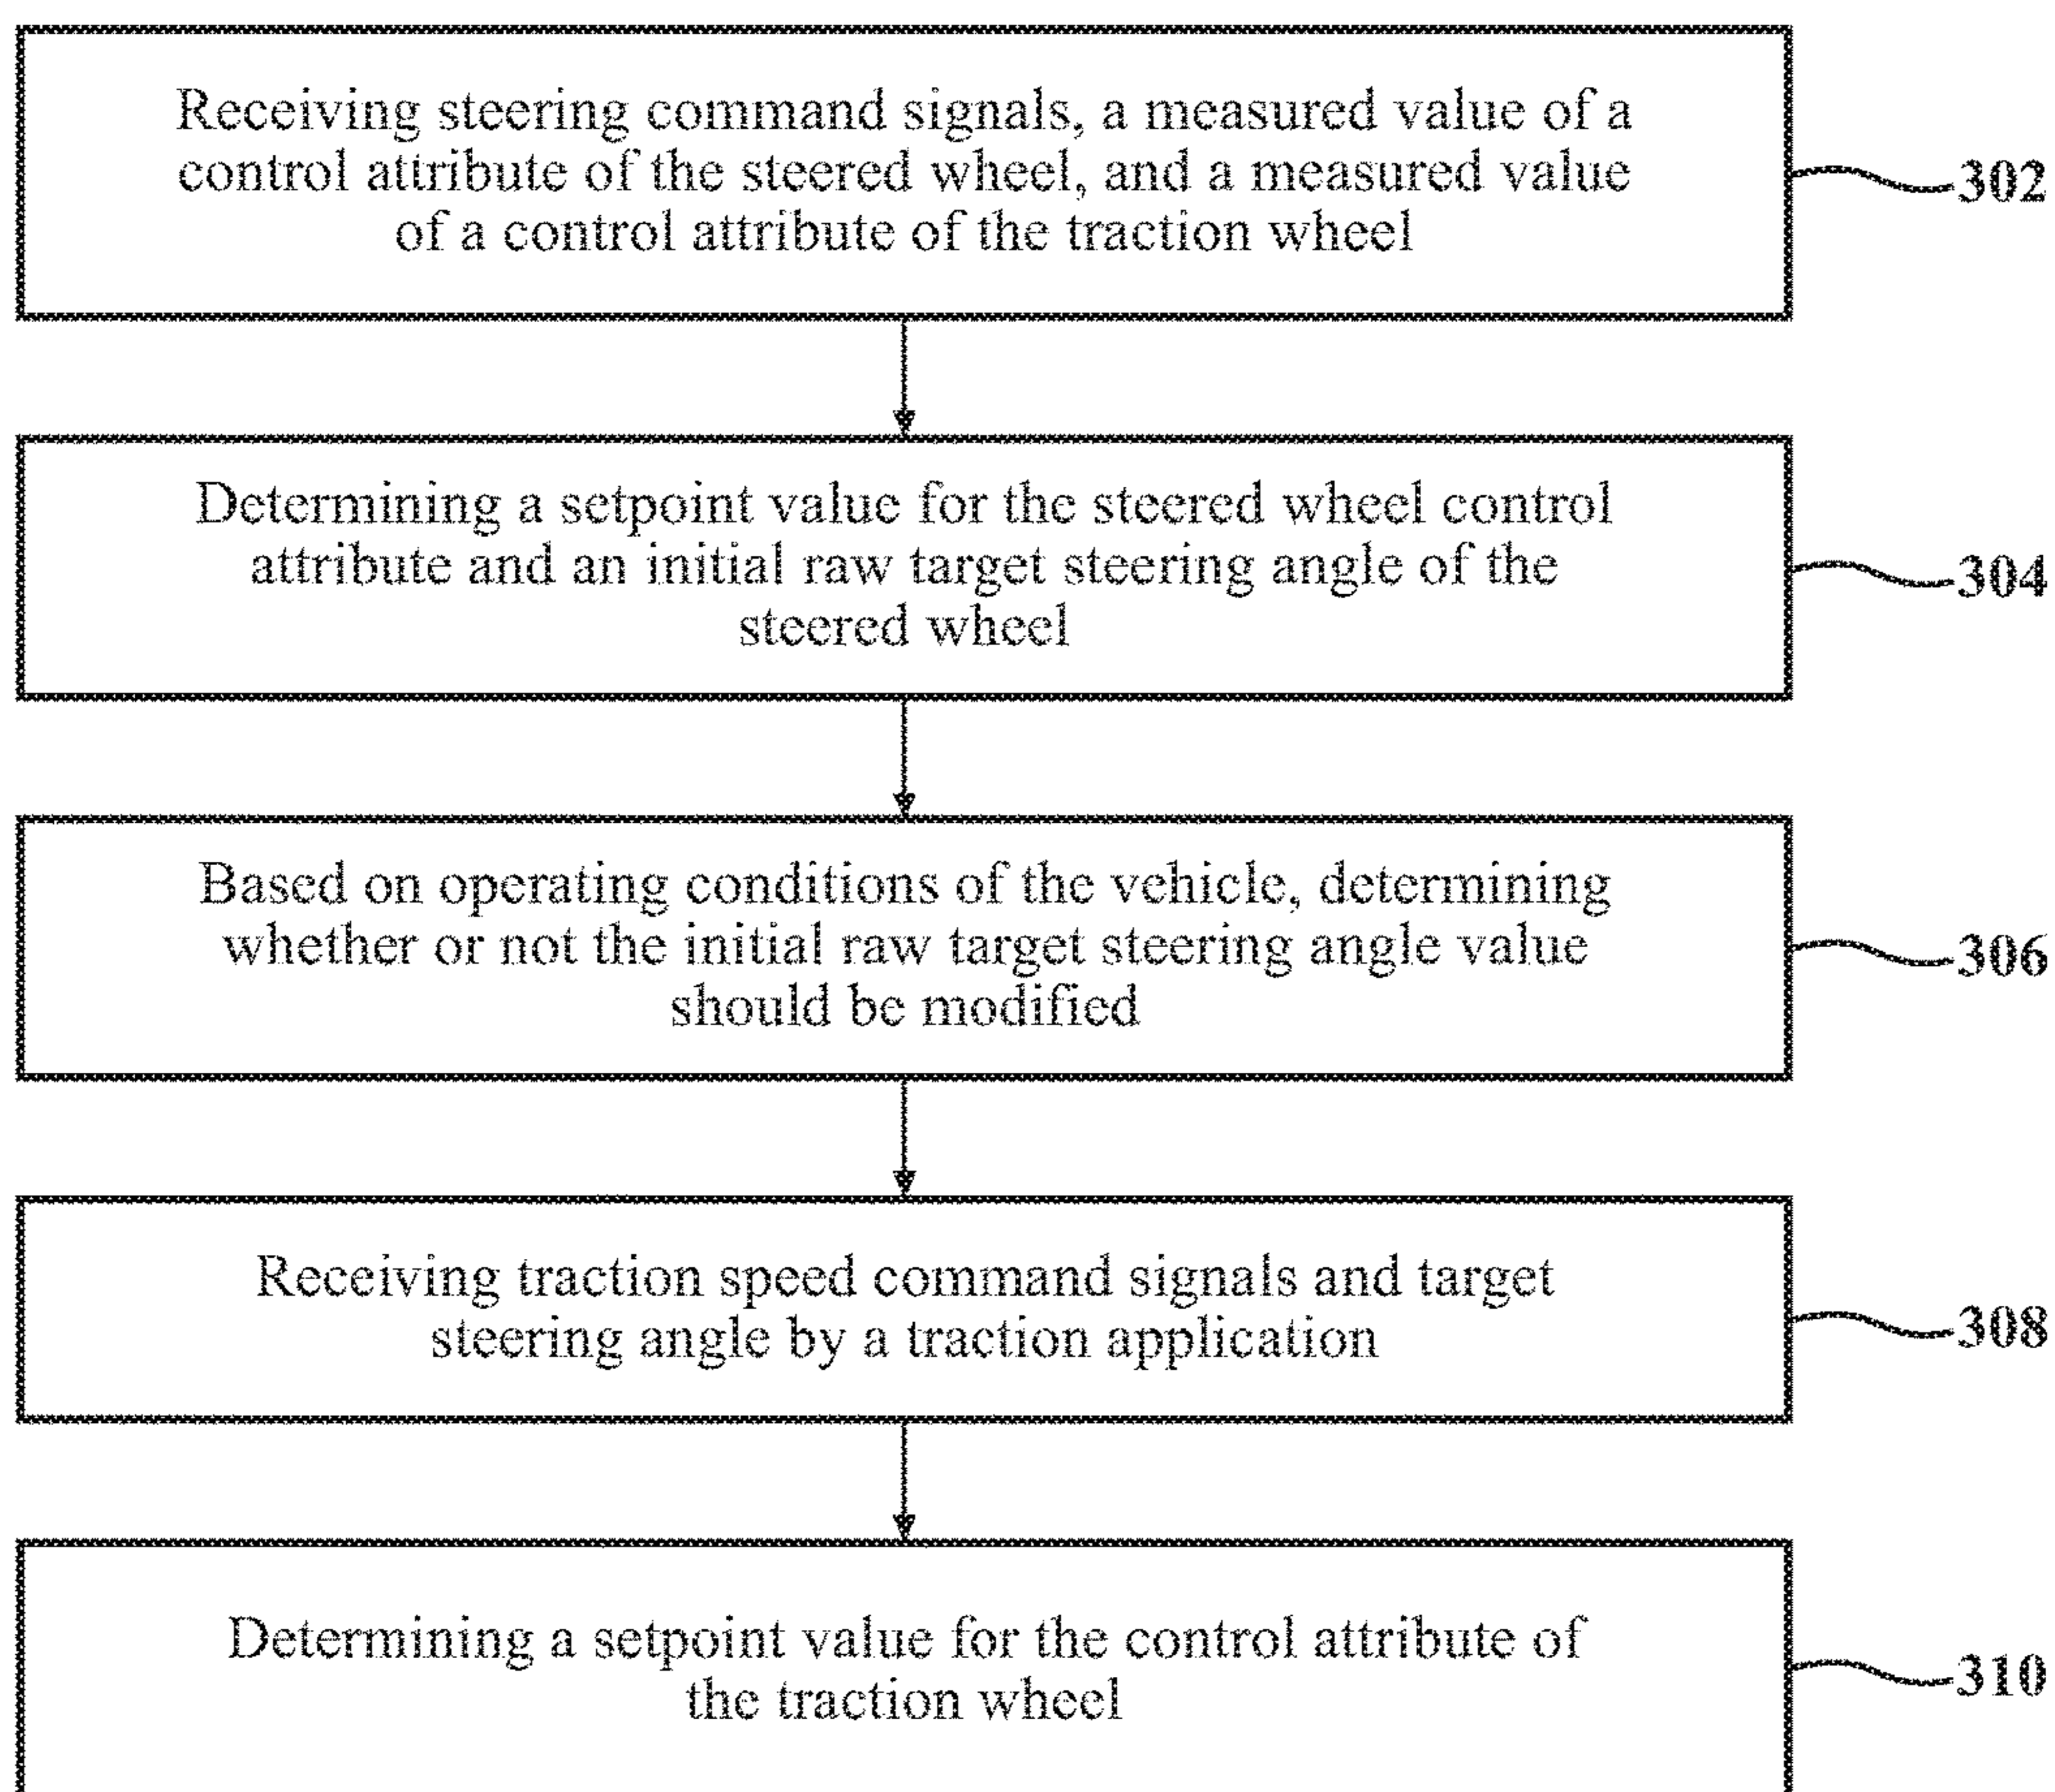 Receiving steering command signals, a measured value of a
control attribute of the steered wheel, and a measured value
of a control attribute of the traction wheel
302
Determining a setpoint value for the steered wheel control
attribute and an initial raw target steering angle of the
steered wheel
304
Based on operating conditions of the vehicle, determining
whether or not the initial raw target steering angle value
should be modified
306
Receiving traction speed command signals and target
steering angle by a traction application
308
Determining a setpoint value for the control attribute of
the traction wheel
310